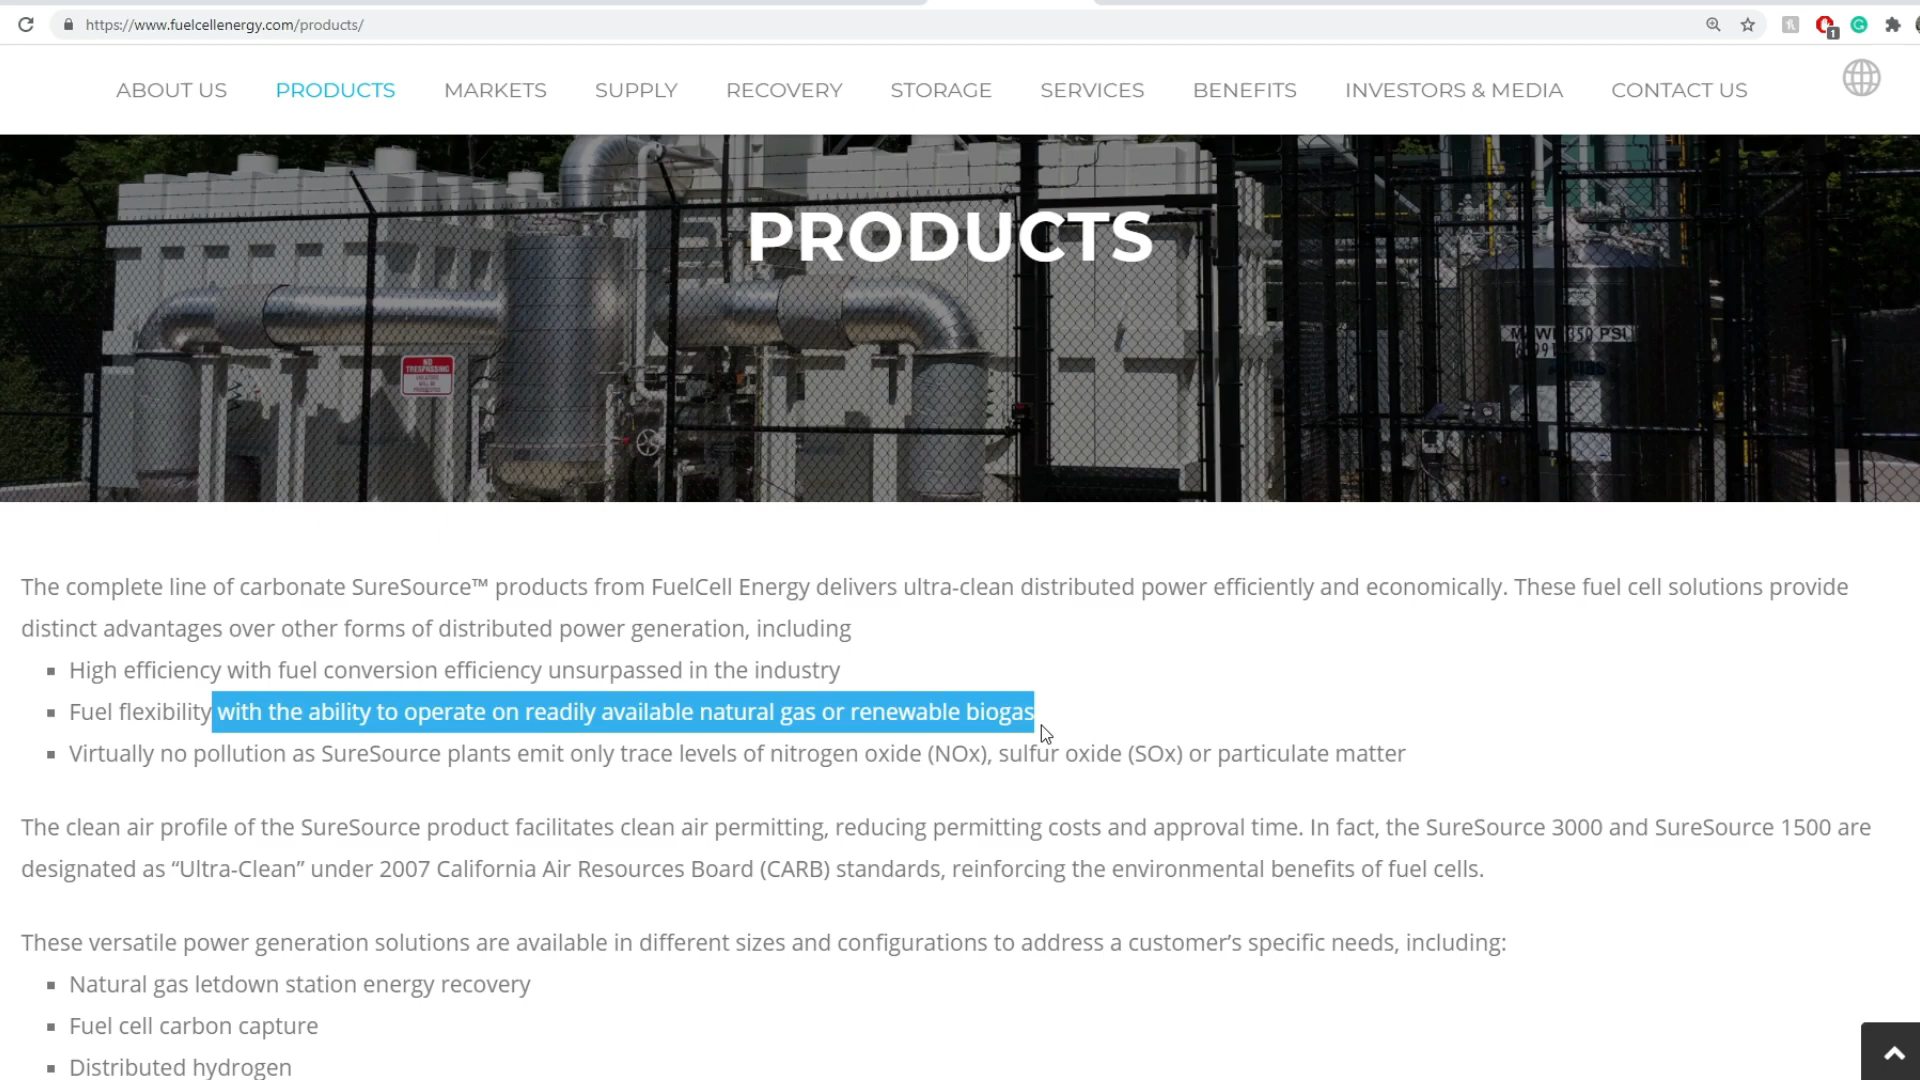 https://www.fuelcellenergy.com/products/
1
ABOUT US PRODUCTS MARKETS SUPPLY RECOVERY STORAGE SERVICES BENEFITS INVESTORS & MEDIA CONTACT US
PRODUCTS
NO
TRESPASSING
350 PSI
The complete line of carbonate SureSource™ products from FuelCell Energy delivers ultra-clean distributed power efficiently and economically. These fuel cell solutions provide
distinct advantages over other forms of distributed power generation, including
▪ High efficiency with fuel conversion efficiency unsurpassed in the industry
▪ Fuel flexibility with the ability to operate on readily available natural gas or renewable biogas
▪ Virtually no pollution as SureSource plants emit only trace levels of nitrogen oxide (NOx), sulfur oxide (SOx) or particulate matter
The clean air profile of the SureSource product facilitates clean air permitting, reducing permitting costs and approval time. In fact, the SureSource 3000 and SureSource 1500 are
designated as “Ultra-Clean” under 2007 California Air Resources Board (CARB) standards, reinforcing the environmental benefits of fuel cells.
These versatile power generation solutions are available in different sizes and configurations to address a customer’s specific needs, including:
▪ Natural gas letdown station energy recovery
▪ Fuel cell carbon capture
▪ Distributed hydrogen